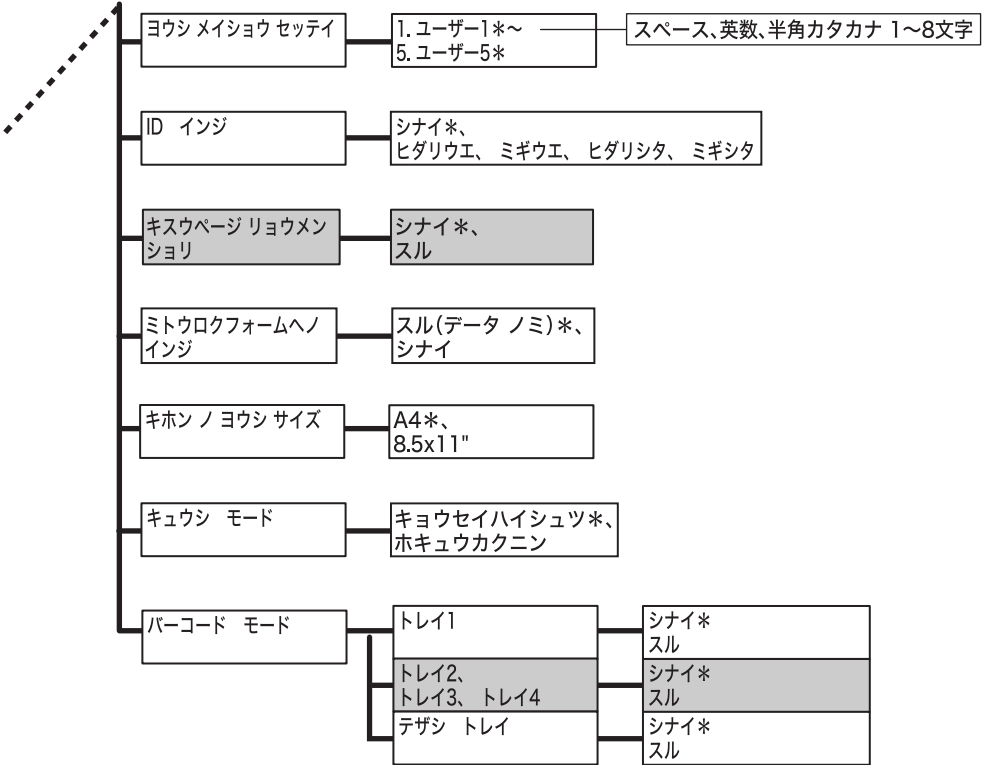 ヨウシ メイショウ セッテイ
1. ユーザー1＊～
5. ユーザー5＊
スペース、英数、半角カタカナ 1～8文字
ID　インジ
シナイ＊、
ヒダリウエ、 ミギウエ、 ヒダリシタ、 ミギシタ
キスウページ リョウメン
ショリ
シナイ＊、
スル
ミトウロクフォームヘノ
インジ
スル(データ ノミ)＊、
シナイ
キホン ノ ヨウシ サイズ
A4＊、
8.5x11"
キュウシ　モード
キョウセイハイシュツ＊、
ホキュウカクニン
バーコード　モード
トレイ1
シナイ＊
スル
トレイ2、
トレイ3、 トレイ4
シナイ＊
スル
テザシ　トレイ
シナイ＊
スル